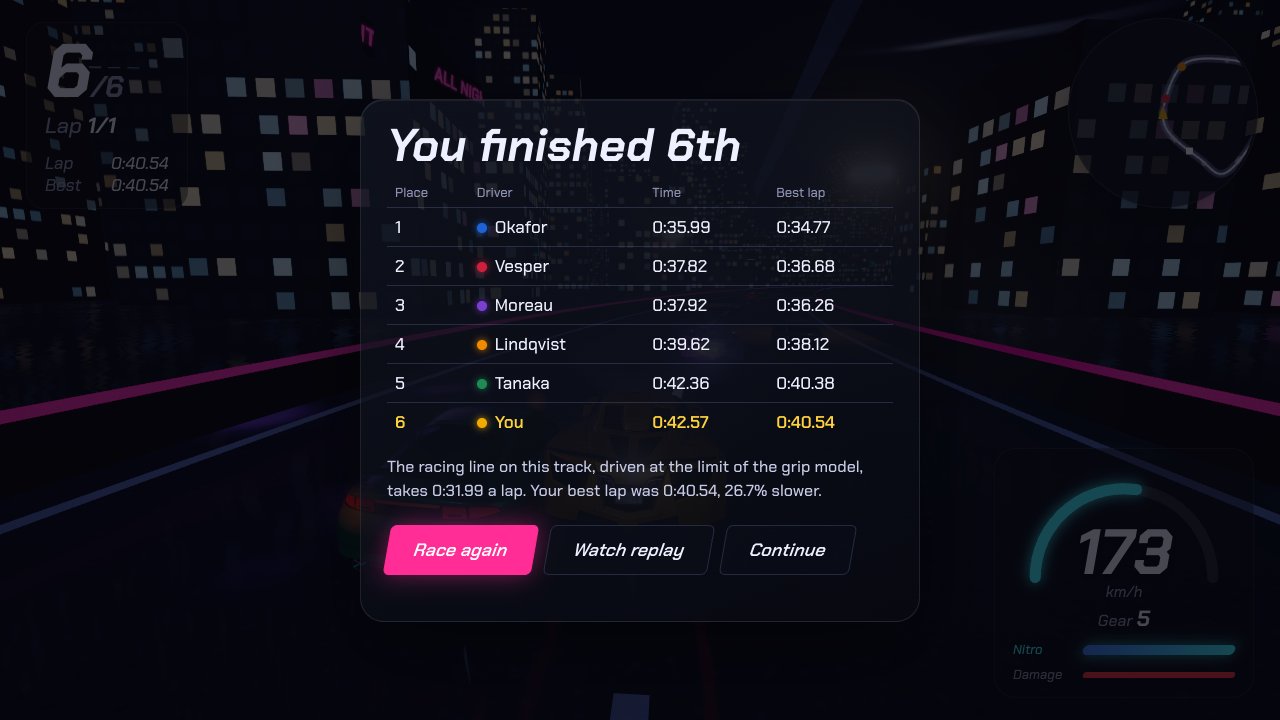 6/6
Lap 1/1
Lap 0:40.54
Best 0:40.54
ALL NIGH
You finished 6th
Place Driver Time Best lap
1 Okafor 0:35.99 0:34.77
2 Vesper 0:37.82 0:36.68
3 Moreau 0:37.92 0:36.26
4 Lindqvist 0:39.62 0:38.12
5 Tanaka 0:42.36 0:40.38
6 You 0:42.57 0:40.54
The racing line on this track, driven at the limit of the grip model,
takes 0:31.99 a lap. Your best lap was 0:40.54, 26.7% slower.
Race again Watch replay Continue
173
km/h
Gear 5
Nitro
Damage